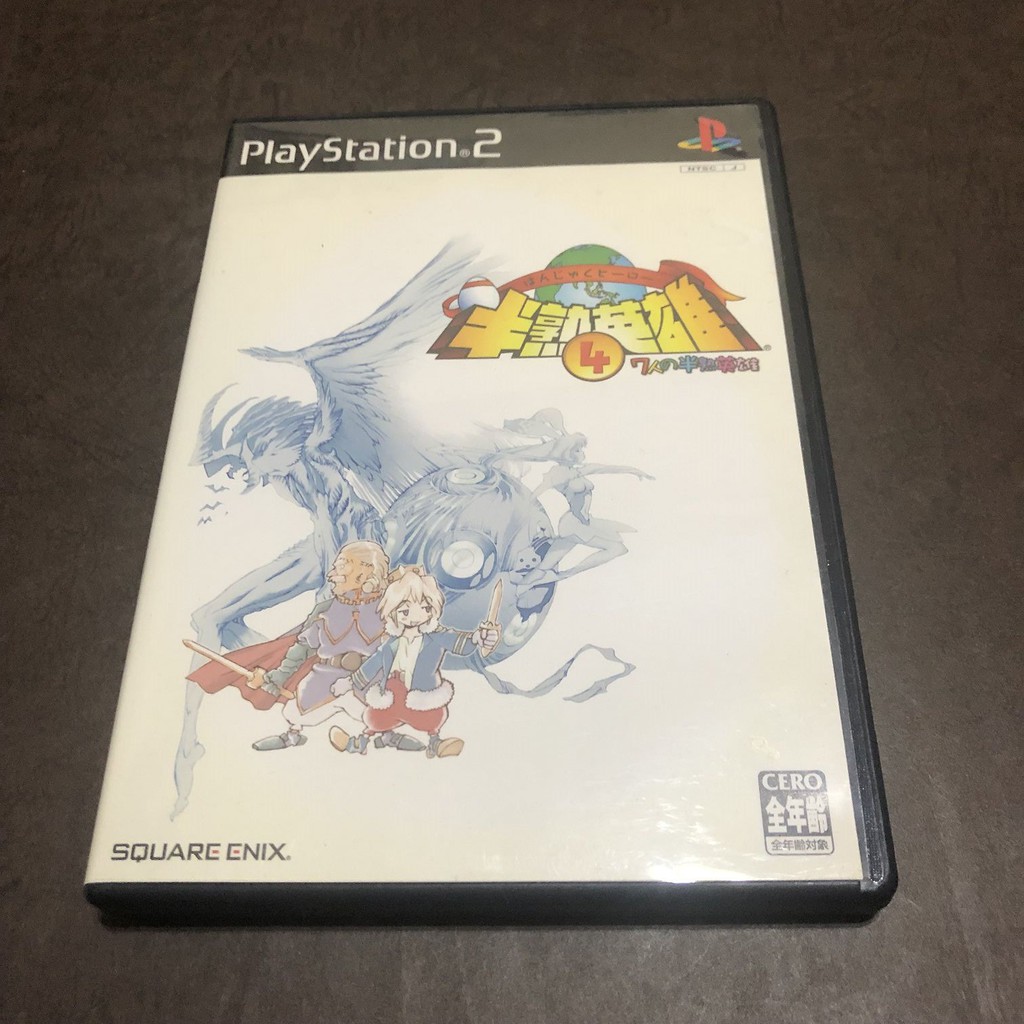 PlayStation®2
NTSC J
はんじゅくヒーロー
半熟英雄®
4
7人の半熟英雄
CERO
全年齢
全年齢対象
SQUARE ENIX®